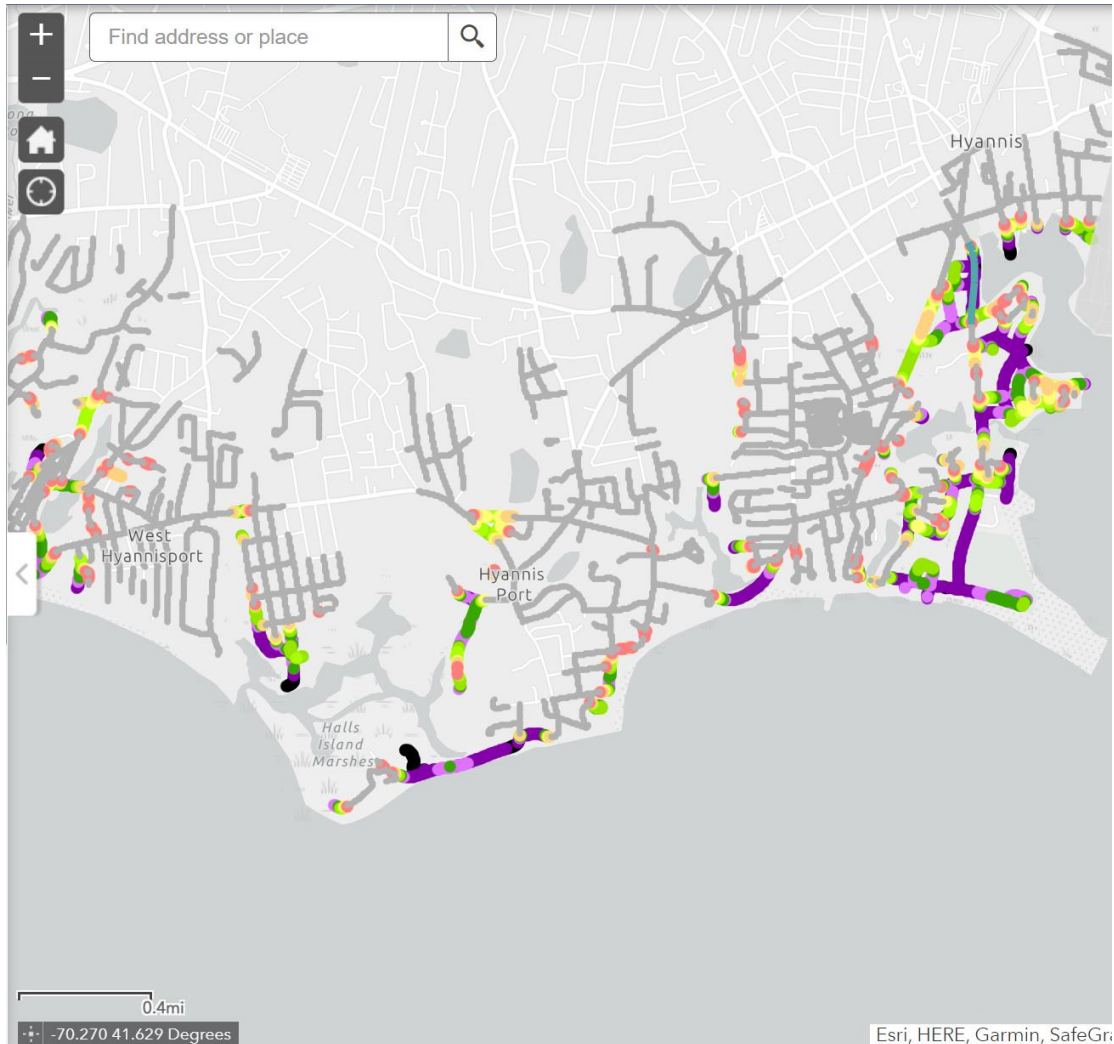 +
Find address or place
−
Hyannis
West
Hyannisport
Hyannis
Port
Halls
Island
Marshes
0.4mi
-70.270 41.629 Degrees
Esri, HERE, Garmin, SafeGra